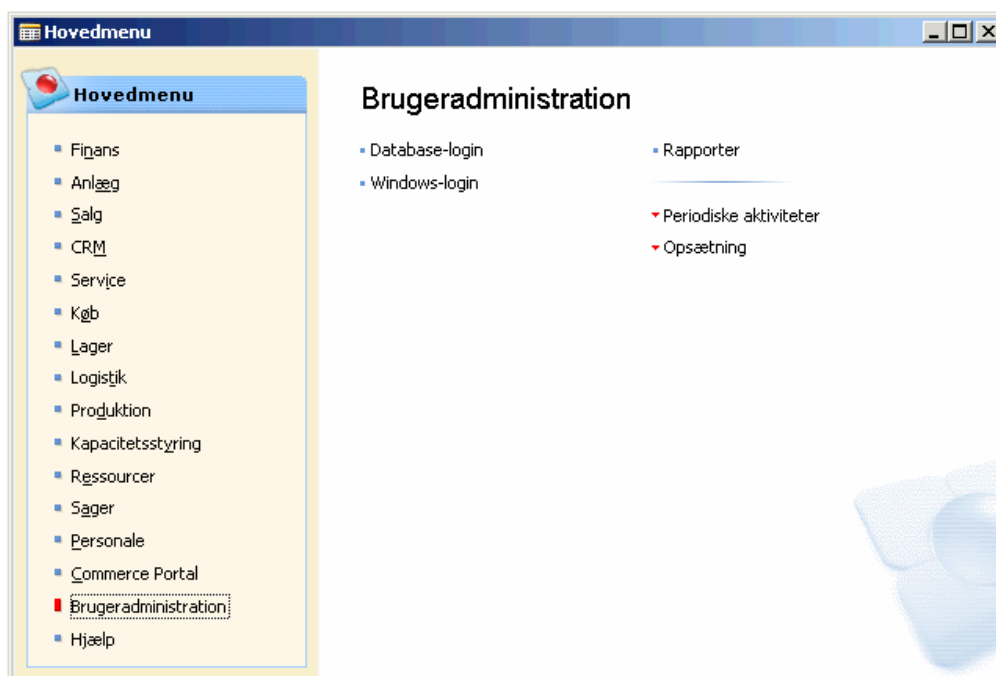 Hovedmenu
Hovedmenu
Finans
Anlæg
Salg
CRM
Service
Køb
Lager
Logistik
Produktion
Kapacitetsstyring
Ressourcer
Sager
Personale
Commerce Portal
Brugeradministration
Hjælp
Brugeradministration
Database-login
Windows-login
Rapporter
Periodiske aktiviteter
Opsætning